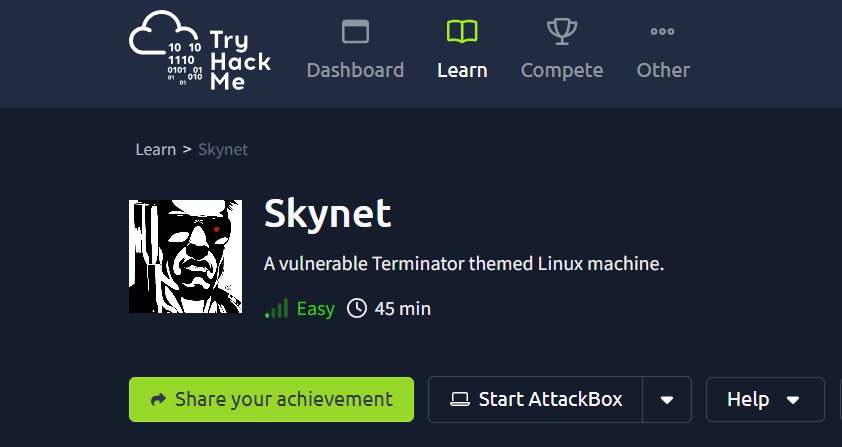 Try
Hack
Me
10 10
1110
0101 01
01 010
01
Dashboard
Learn
Compete
Other
Learn > Skynet
Skynet
A vulnerable Terminator themed Linux machine.
Easy
45 min
Share your achievement
Start AttackBox
Help